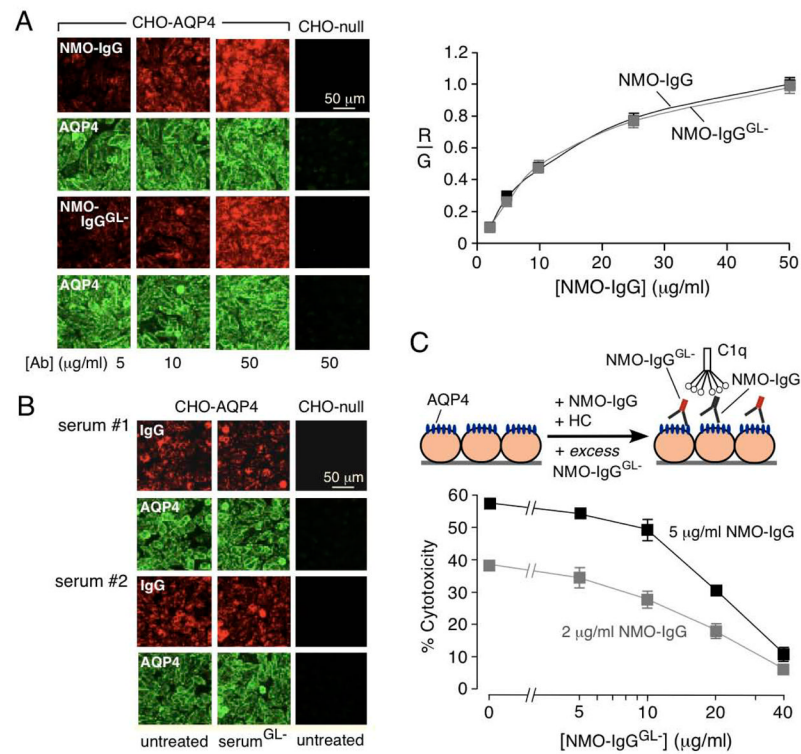 A
CHO-AQP4
CHO-null
NMO-IgG
50 μm
AQP4
NMO-
IgGGL-
AQP4
[Ab] (μg/ml) 5 10 50 50
1.2
1.0
0.8
0.6
0.4
0.2
0
R
G
NMO-IgG
NMO-IgGGL-
0 10 20 30 40 50
[NMO-IgG] (μg/ml)
B
CHO-AQP4
CHO-null
serum #1
IgG
50 μm
AQP4
serum #2
IgG
AQP4
untreated serumGL- untreated
C
AQP4
+ NMO-IgG
+ HC
+ excess
NMO-IgGGL-
NMO-IgGGL-
C1q
NMO-IgG
60
50
40
30
20
10
0
% Cytotoxicity
5 μg/ml NMO-IgG
2 μg/ml NMO-IgG
0 5 10 20 40
[NMO-IgGGL-] (μg/ml)